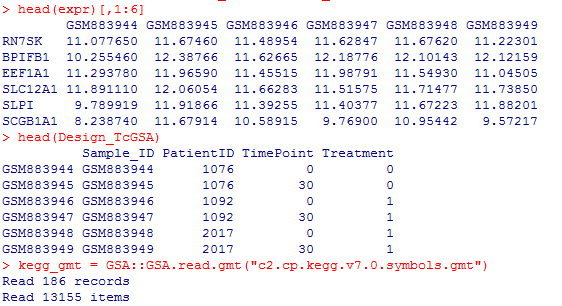 > head(expr)[,1:6]
GSM883944 GSM883945 GSM883946 GSM883947 GSM883948 GSM883949
RN7SK 11.077650 11.67460 11.48954 11.62847 11.67620 11.22301
BPIFB1 10.255460 12.38766 11.62665 12.18776 12.10143 12.12159
EEF1A1 11.293780 11.96590 11.45515 11.98791 11.54930 11.04505
SLC12A1 11.891110 12.06054 11.66283 11.51575 11.71477 11.73850
SLPI 9.789919 11.91866 11.39255 11.40377 11.67223 11.88201
SCGB1A1 8.238740 11.67914 10.58915 9.76900 10.95442 9.57217
> head(Design_TcGSA)
Sample_ID PatientID TimePoint Treatment
GSM883944 GSM883944 1076 0 0
GSM883945 GSM883945 1076 30 0
GSM883946 GSM883946 1092 0 1
GSM883947 GSM883947 1092 30 1
GSM883948 GSM883948 2017 0 1
GSM883949 GSM883949 2017 30 1
> kegg_gmt = GSA::GSA.read.gmt("c2.cp.kegg.v7.0.symbols.gmt")
Read 186 records
Read 13155 items